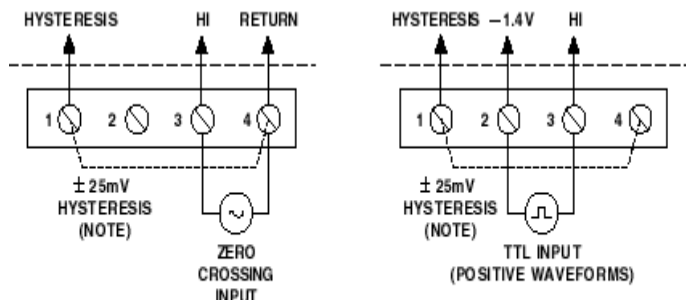 HYSTERESIS HI RETURN
1 2 3 4
± 25mV
HYSTERESIS
(NOTE)
ZERO
CROSSING
INPUT
HYSTERESIS –1.4V HI
1 2 3 4
± 25mV
HYSTERESIS
(NOTE)
TTL INPUT
(POSITIVE WAVEFORMS)